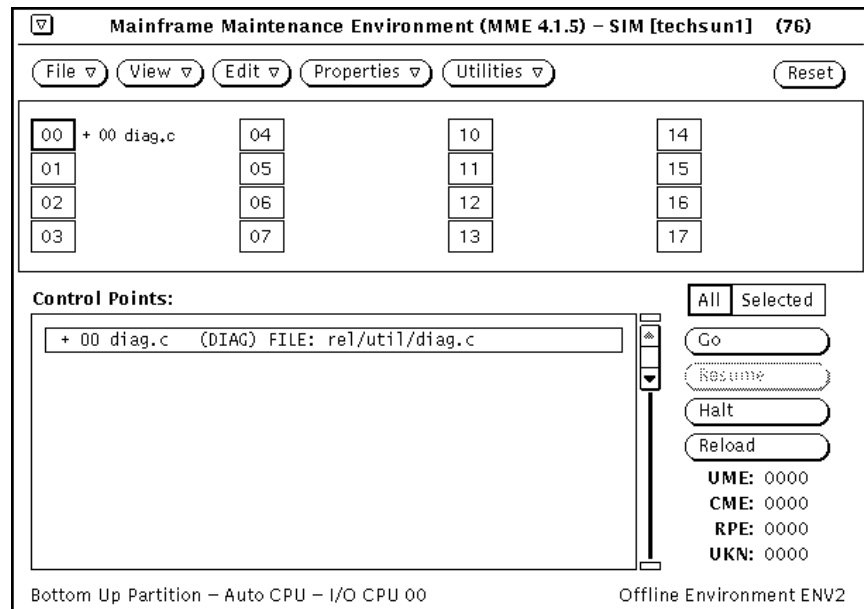 Mainframe Maintenance Environment (MME 4.1.5) – SIM [techsun1] (76)
File View Edit Properties Utilities Reset
00 + 00 diag.c 04 10 14
01 05 11 15
02 06 12 16
03 07 13 17
Control Points:
All Selected
+ 00 diag.c (DIAG) FILE: rel/util/diag.c
Go
Resume
Halt
Reload
UME: 0000
CME: 0000
RPE: 0000
UKN: 0000
Bottom Up Partition – Auto CPU – I/O CPU 00 Offline Environment ENV2